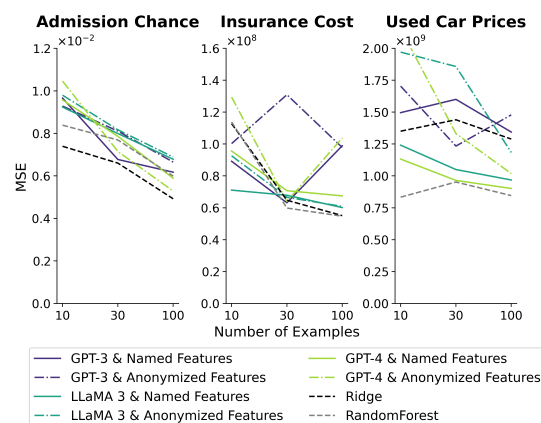 Admission Chance
Insurance Cost
Used Car Prices
×10⁻²
×10⁸
×10⁹
1.2
1.0
0.8
0.6
0.4
0.2
0.0
MSE
10 30 100
1.6
1.4
1.2
1.0
0.8
0.6
0.4
0.2
0.0
10 30 100
2.00
1.75
1.50
1.25
1.00
0.75
0.50
0.25
0.00
10 30 100
Number of Examples
GPT-3 & Named Features
GPT-3 & Anonymized Features
LLaMA 3 & Named Features
LLaMA 3 & Anonymized Features
GPT-4 & Named Features
GPT-4 & Anonymized Features
Ridge
RandomForest